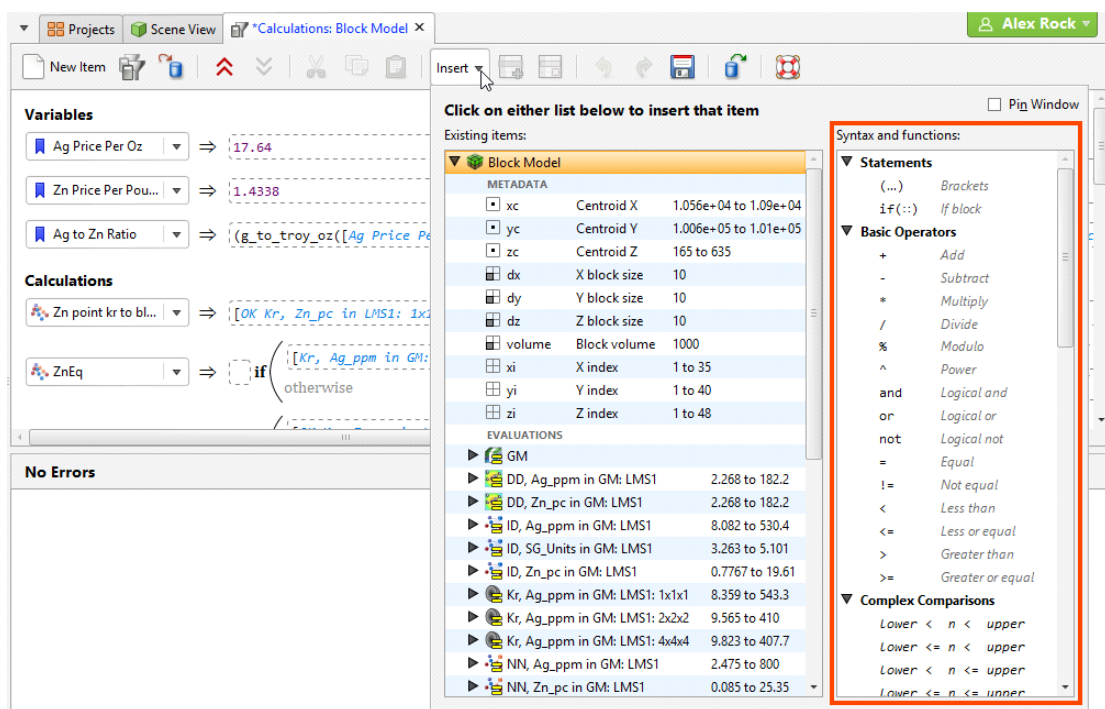 Projects
Scene View
*Calculations: Block Model X
Alex Rock
New Item
Insert
Variables
Ag Price Per Oz ⇒ 17.64
Zn Price Per Pou... ⇒ 1.4338
Ag to Zn Ratio ⇒ (g_to_troy_oz([Ag Price Pe
Calculations
Zn point kr to bl... ⇒ [OK Kr, Zn_pc in LMS1: 1x1
ZnEq ⇒ if( [Kr, Ag_ppm in GM:
otherwise
No Errors
Click on either list below to insert that item
Pin Window
Existing items:
Block Model
METADATA
xc Centroid X 1.056e+04 to 1.09e+04
yc Centroid Y 1.006e+05 to 1.01e+05
zc Centroid Z 165 to 635
dx X block size 10
dy Y block size 10
dz Z block size 10
volume Block volume 1000
xi X index 1 to 35
yi Y index 1 to 40
zi Z index 1 to 48
EVALUATIONS
GM
DD, Ag_ppm in GM: LMS1 2.268 to 182.2
DD, Zn_pc in GM: LMS1 2.268 to 182.2
ID, Ag_ppm in GM: LMS1 8.082 to 530.4
ID, SG_Units in GM: LMS1 3.263 to 5.101
ID, Zn_pc in GM: LMS1 0.7767 to 19.61
Kr, Ag_ppm in GM: LMS1: 1x1x1 8.359 to 543.3
Kr, Ag_ppm in GM: LMS1: 2x2x2 9.565 to 410
Kr, Ag_ppm in GM: LMS1: 4x4x4 9.823 to 407.7
NN, Ag_ppm in GM: LMS1 2.475 to 800
NN, Zn_pc in GM: LMS1 0.085 to 25.35
Syntax and functions:
Statements
(...) Brackets
if(::) If block
Basic Operators
+ Add
- Subtract
* Multiply
/ Divide
% Modulo
^ Power
and Logical and
or Logical or
not Logical not
= Equal
!= Not equal
< Less than
<= Less or equal
> Greater than
>= Greater or equal
Complex Comparisons
Lower < n < upper
Lower <= n < upper
Lower < n <= upper
Lower <= n <= upper